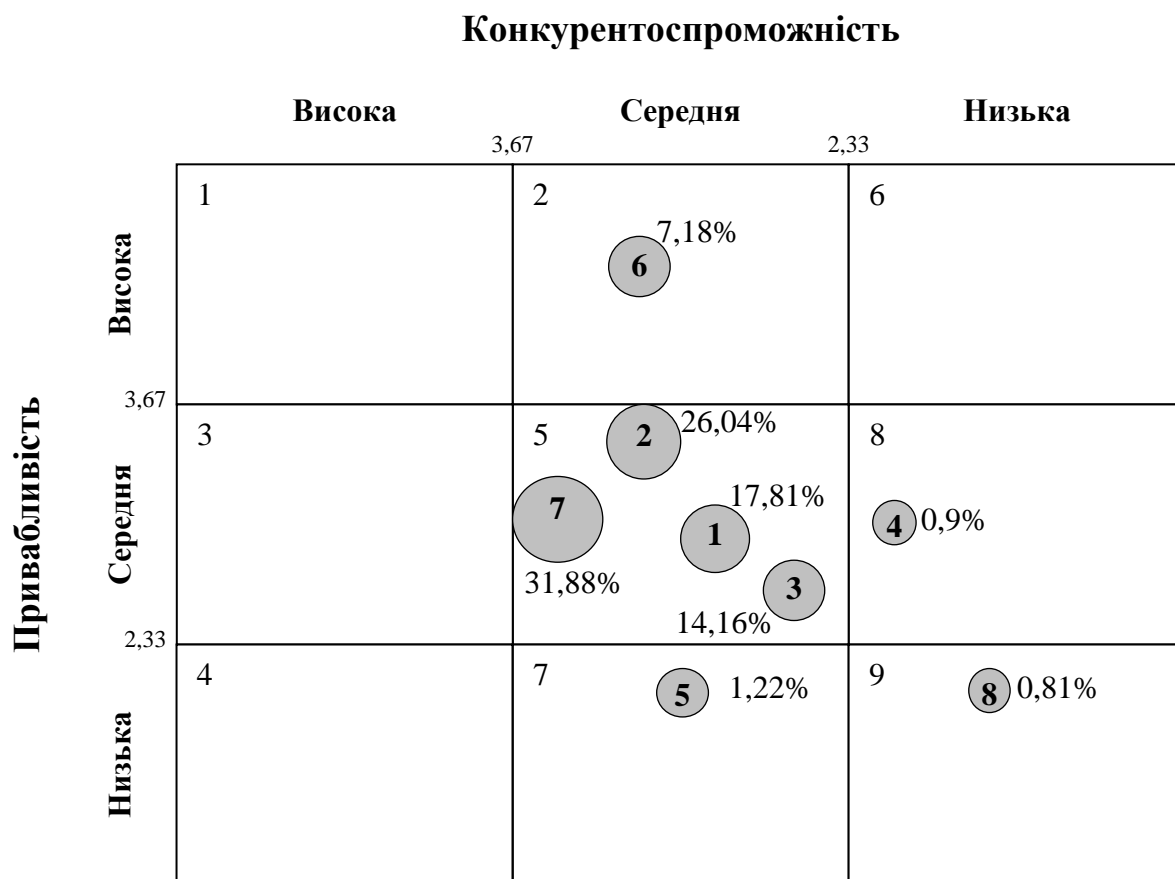 Конкурентоспроможність
Висока Середня Низька
3,67 2,33
1 2 6
7,18%
6
Висока
3,67
3 5 8
2 26,04%
17,81%
7 1 4 0,9%
31,88% 3
14,16%
Середня
Привабливість
2,33
4 7 9
5 1,22% 8 0,81%
Низька